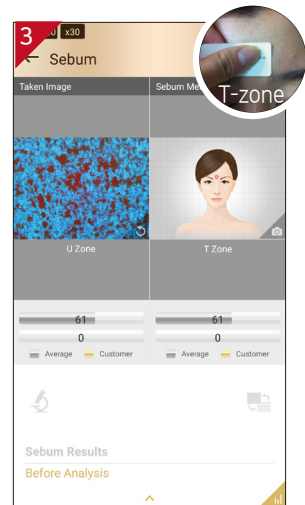 3
x30
← Sebum
T-zone
Taken Image
Sebum Me
U Zone
T Zone
61
0
Average Customer
61
0
Average Customer
Sebum Results
Before Analysis